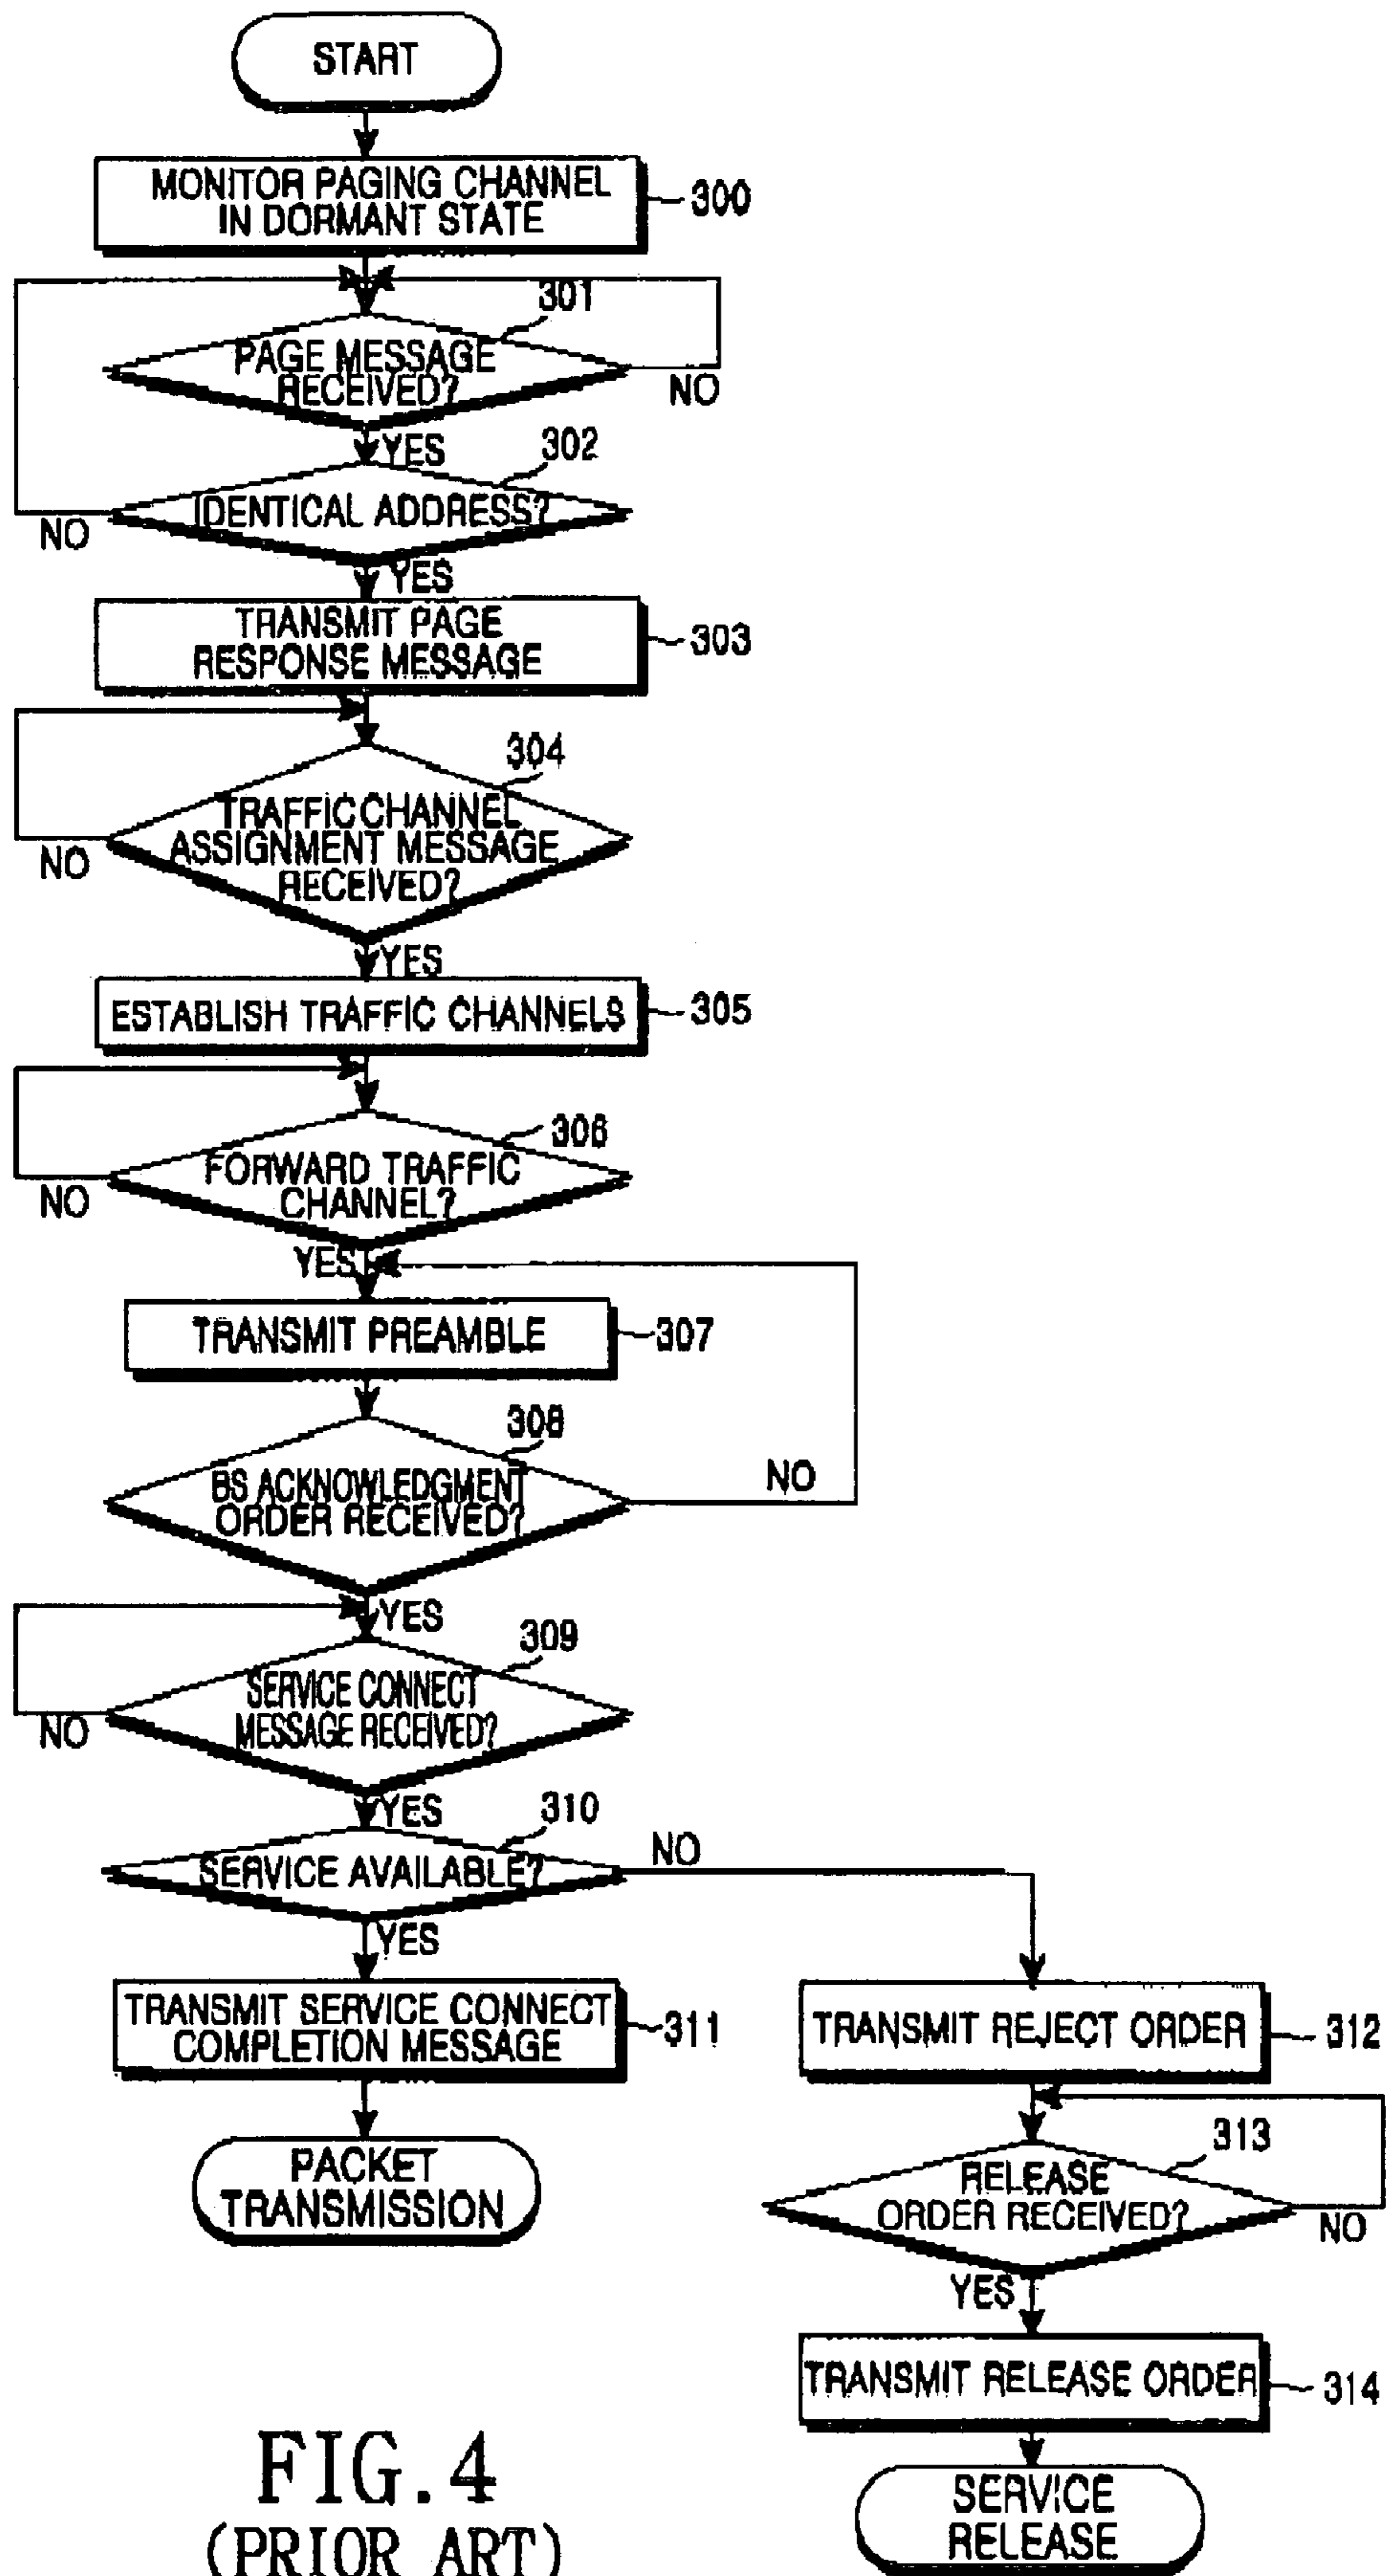 START
MONITOR PAGING CHANNEL
IN DORMANT STATE
300
301
PAGE MESSAGE
RECEIVED?
NO
YES
302
IDENTICAL ADDRESS?
NO
YES
TRANSMIT PAGE
RESPONSE MESSAGE
303
304
TRAFFIC CHANNEL
ASSIGNMENT MESSAGE
RECEIVED?
NO
YES
ESTABLISH TRAFFIC CHANNELS
305
306
FORWARD TRAFFIC
CHANNEL?
NO
YES
TRANSMIT PREAMBLE
307
308
BS ACKNOWLEDGMENT
ORDER RECEIVED?
NO
YES
309
SERVICE CONNECT
MESSAGE RECEIVED?
NO
YES
310
SERVICE AVAILABLE?
NO
YES
TRANSMIT SERVICE CONNECT
COMPLETION MESSAGE
311
PACKET
TRANSMISSION
TRANSMIT REJECT ORDER
312
313
RELEASE
ORDER RECEIVED?
NO
YES
TRANSMIT RELEASE ORDER
314
SERVICE
RELEASE
FIG.4
(PRIOR ART)